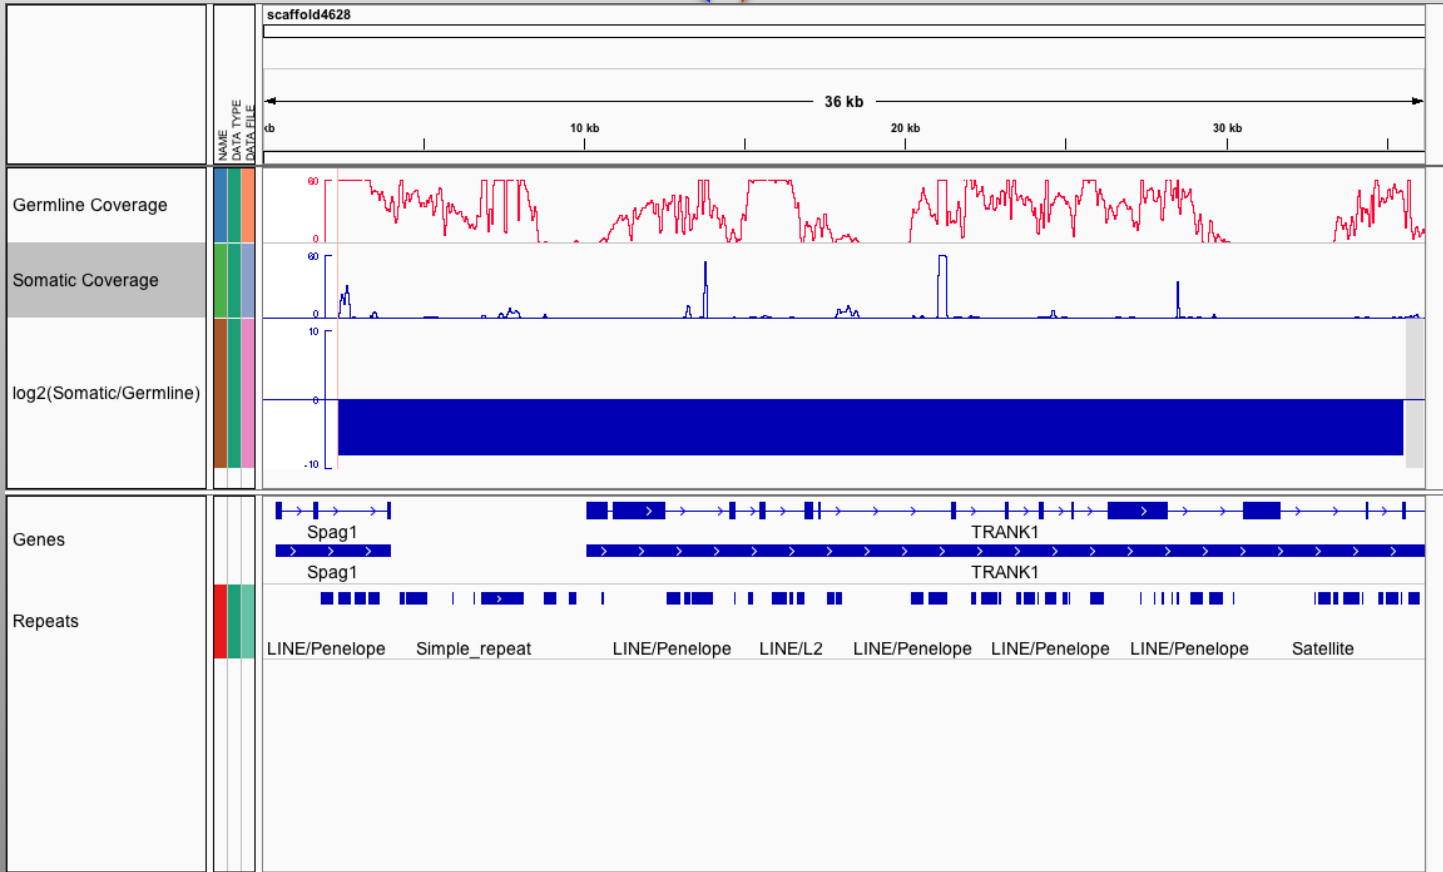 scaffold4628
36 kb
kb
10 kb
20 kb
30 kb
NAME
DATA TYPE
DATA FILE
Germline Coverage
60
0
Somatic Coverage
60
0
log2(Somatic/Germline)
10
0
-10
Genes
Spag1
TRANK1
Spag1
TRANK1
Repeats
LINE/Penelope
Simple_repeat
LINE/Penelope
LINE/L2
LINE/Penelope
LINE/Penelope
LINE/Penelope
Satellite